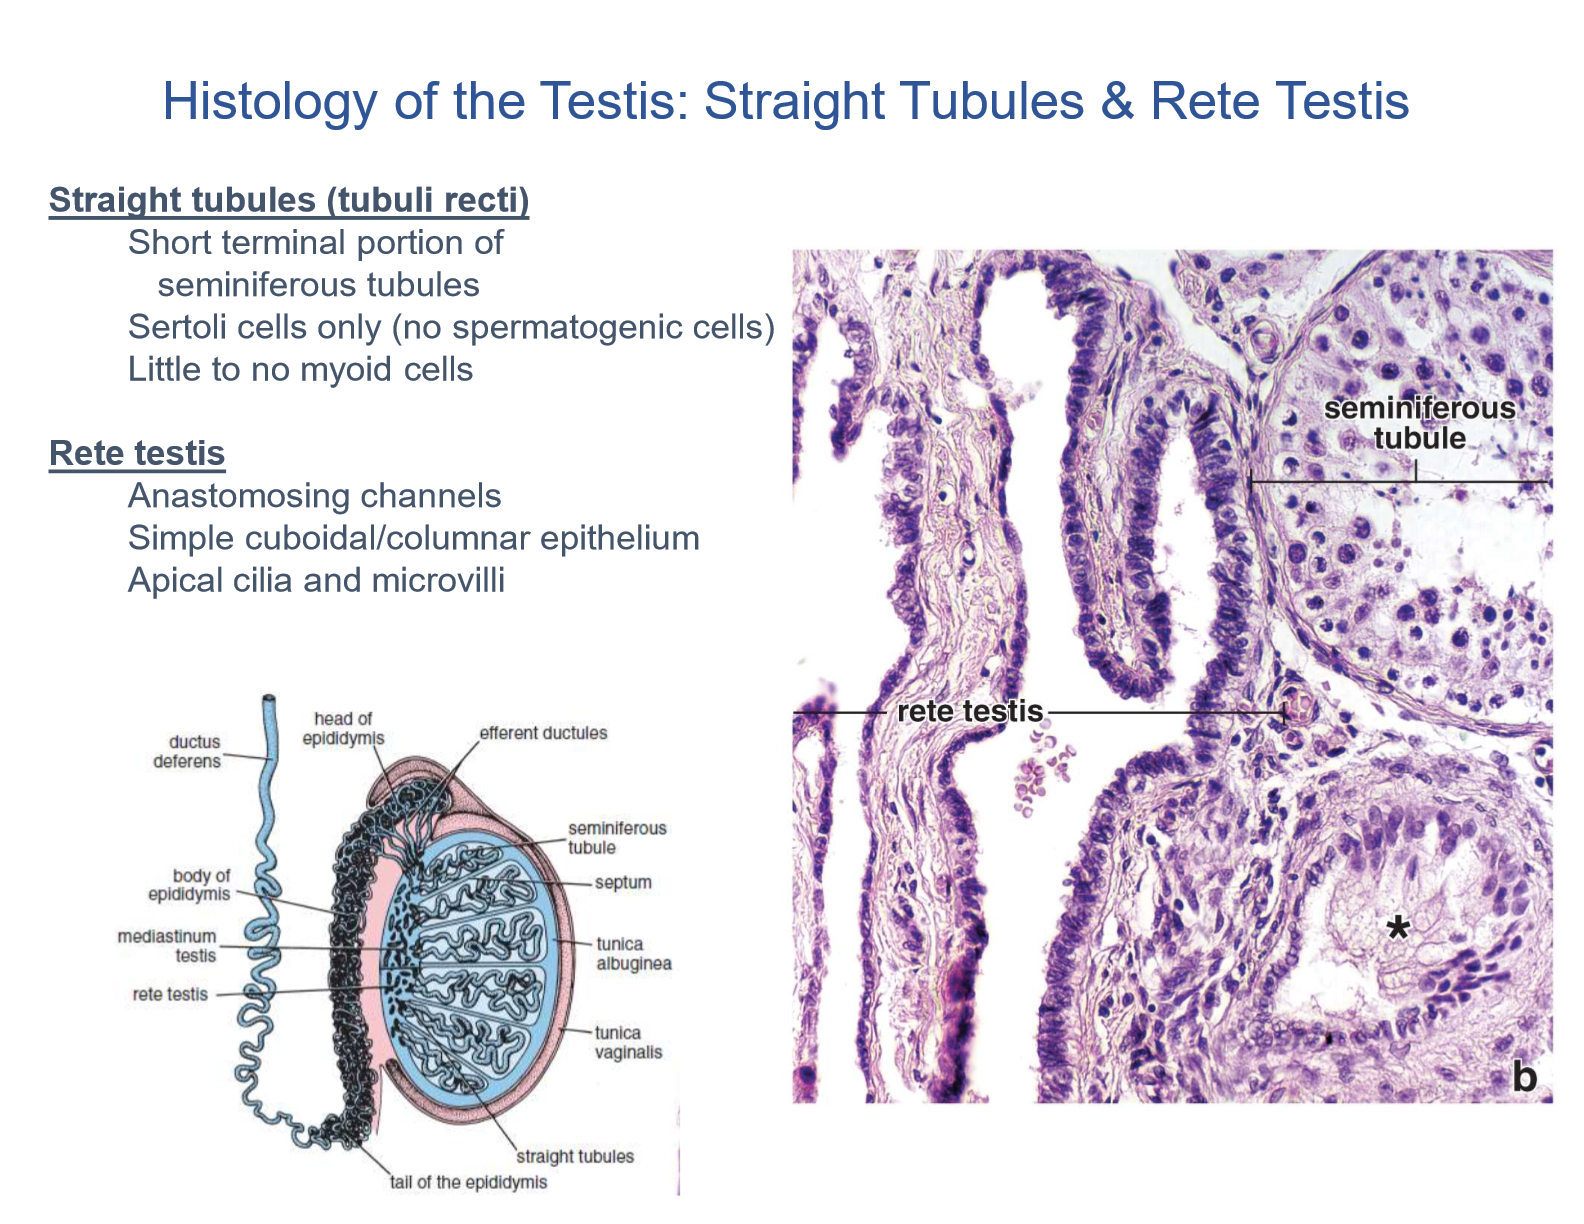 Histology of the Testis: Straight Tubules & Rete Testis
Straight tubules (tubuli recti)
Short terminal portion of
seminiferous tubules
Sertoli cells only (no spermatogenic cells)
Little to no myoid cells
Rete testis
Anastomosing channels
Simple cuboidal/columnar epithelium
Apical cilia and microvilli
head of
epididymis
efferent ductules
ductus
deferens
seminiferous
tubule
septum
body of
epididymis
mediastinum
testis
tunica
albuginea
rete testis
tunica
vaginalis
straight tubules
tail of the epididymis
seminiferous
tubule
rete testis
*
b